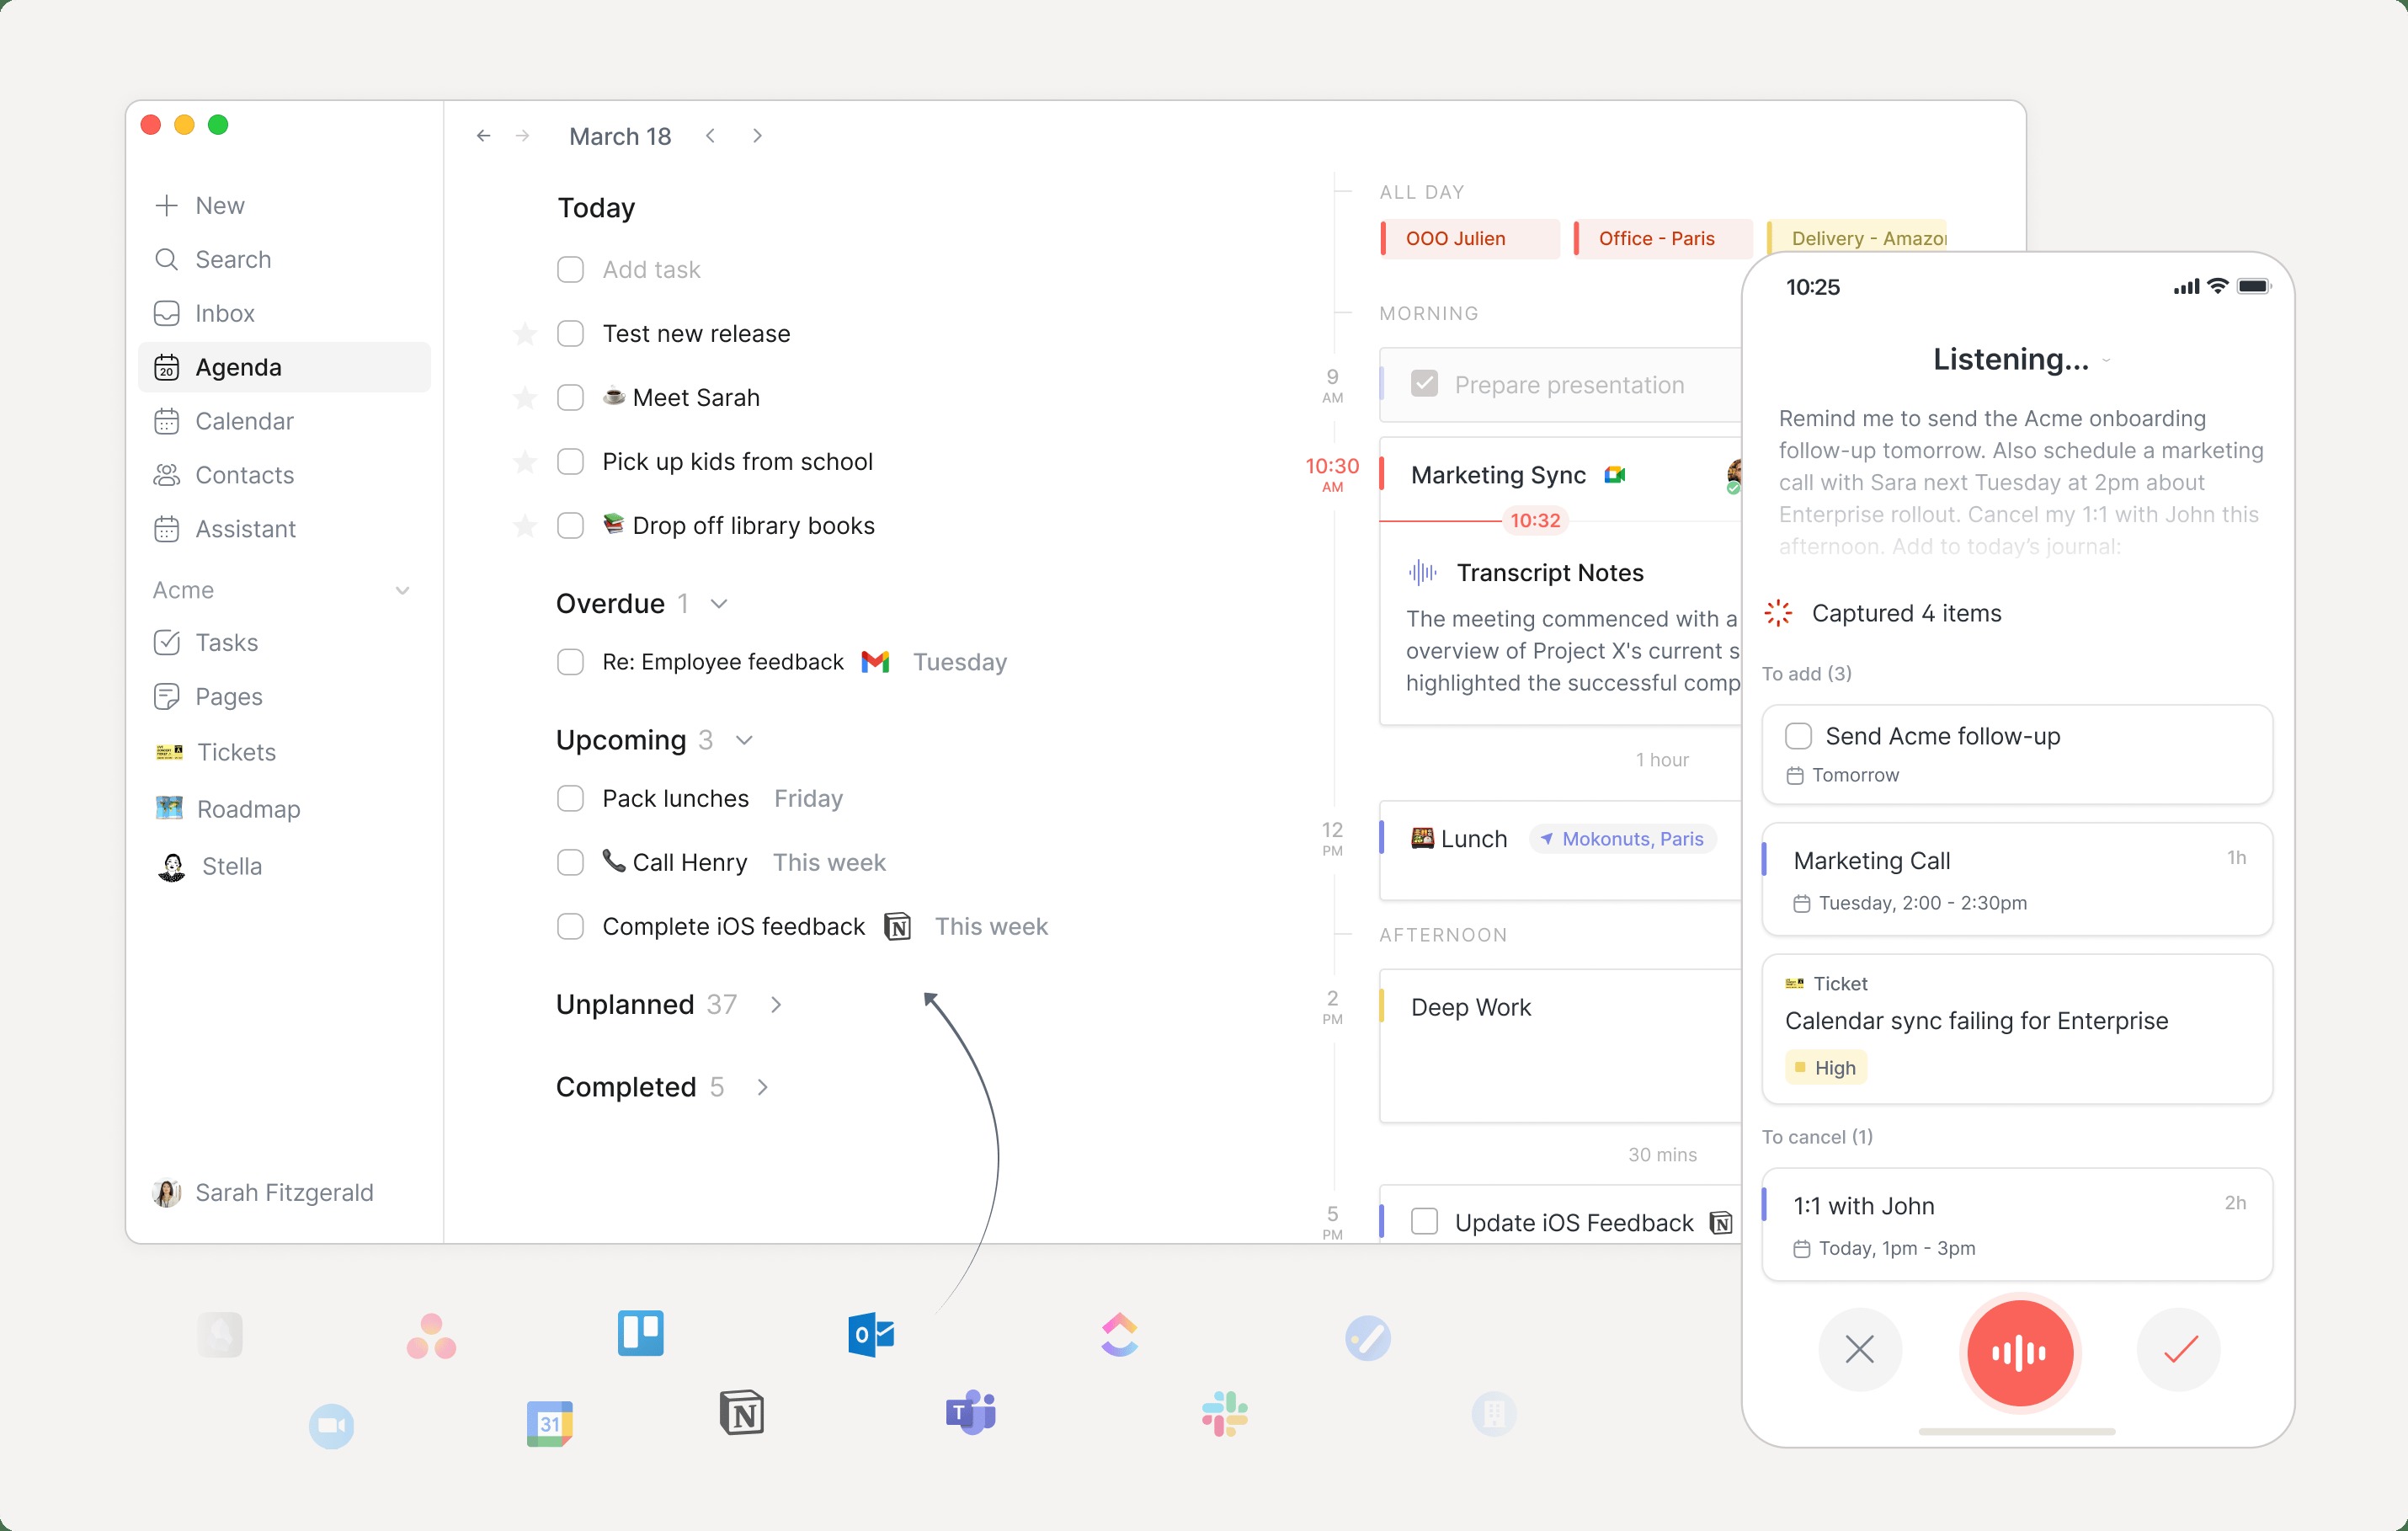 March 18
New
Search
Inbox
20
Agenda
Calendar
Contacts
Assistant
Acme
Tasks
Pages
Tickets
Roadmap
Stella
Sarah Fitzgerald
Today
Add task
Test new release
Meet Sarah
Pick up kids from school
Drop off library books
Overdue 1
Re: Employee feedback Tuesday
Upcoming 3
Pack lunches Friday
Call Henry This week
Complete iOS feedback N This week
Unplanned 37
Completed 5
ALL DAY
OOO Julien
Office - Paris
Delivery - Amazo
MORNING
9
AM
Prepare presentation
10:30
AM
Marketing Sync
10:32
Transcript Notes
The meeting commenced with a
overview of Project X's current s
highlighted the successful comp
1 hour
12
PM
Lunch Mokonuts, Paris
AFTERNOON
2
PM
Deep Work
30 mins
5
PM
Update iOS Feedback N
10:25
Listening...
Remind me to send the Acme onboarding
follow-up tomorrow. Also schedule a marketing
call with Sara next Tuesday at 2pm about
Enterprise rollout. Cancel my 1:1 with John this
afternoon. Add to today’s journal:
Captured 4 items
To add (3)
Send Acme follow-up
Tomorrow
Marketing Call 1h
Tuesday, 2:00 - 2:30pm
Ticket
Calendar sync failing for Enterprise
High
To cancel (1)
1:1 with John 2h
Today, 1pm - 3pm
O
31
N
T